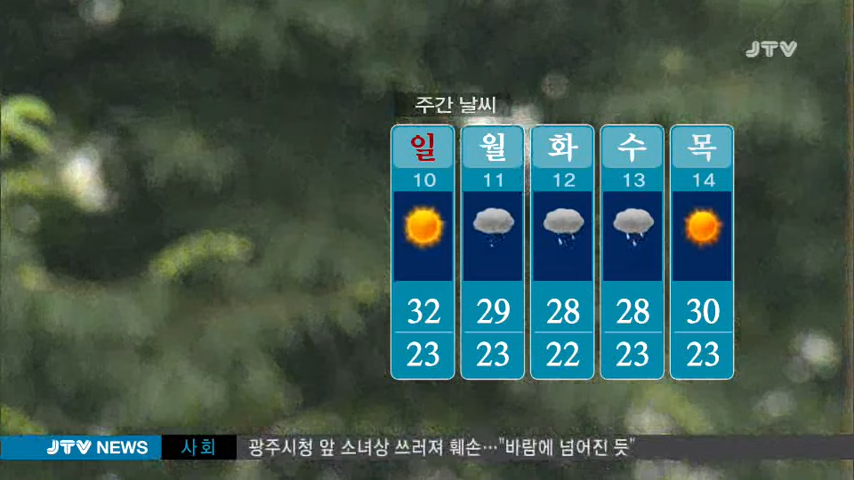 JTV
주간 날씨
일 월 화 수 목
10 11 12 13 14
32 29 28 28 30
23 23 22 23 23
JTV NEWS 사회 광주시청 앞 소녀상 쓰러져 훼손…"바람에 넘어진 듯"